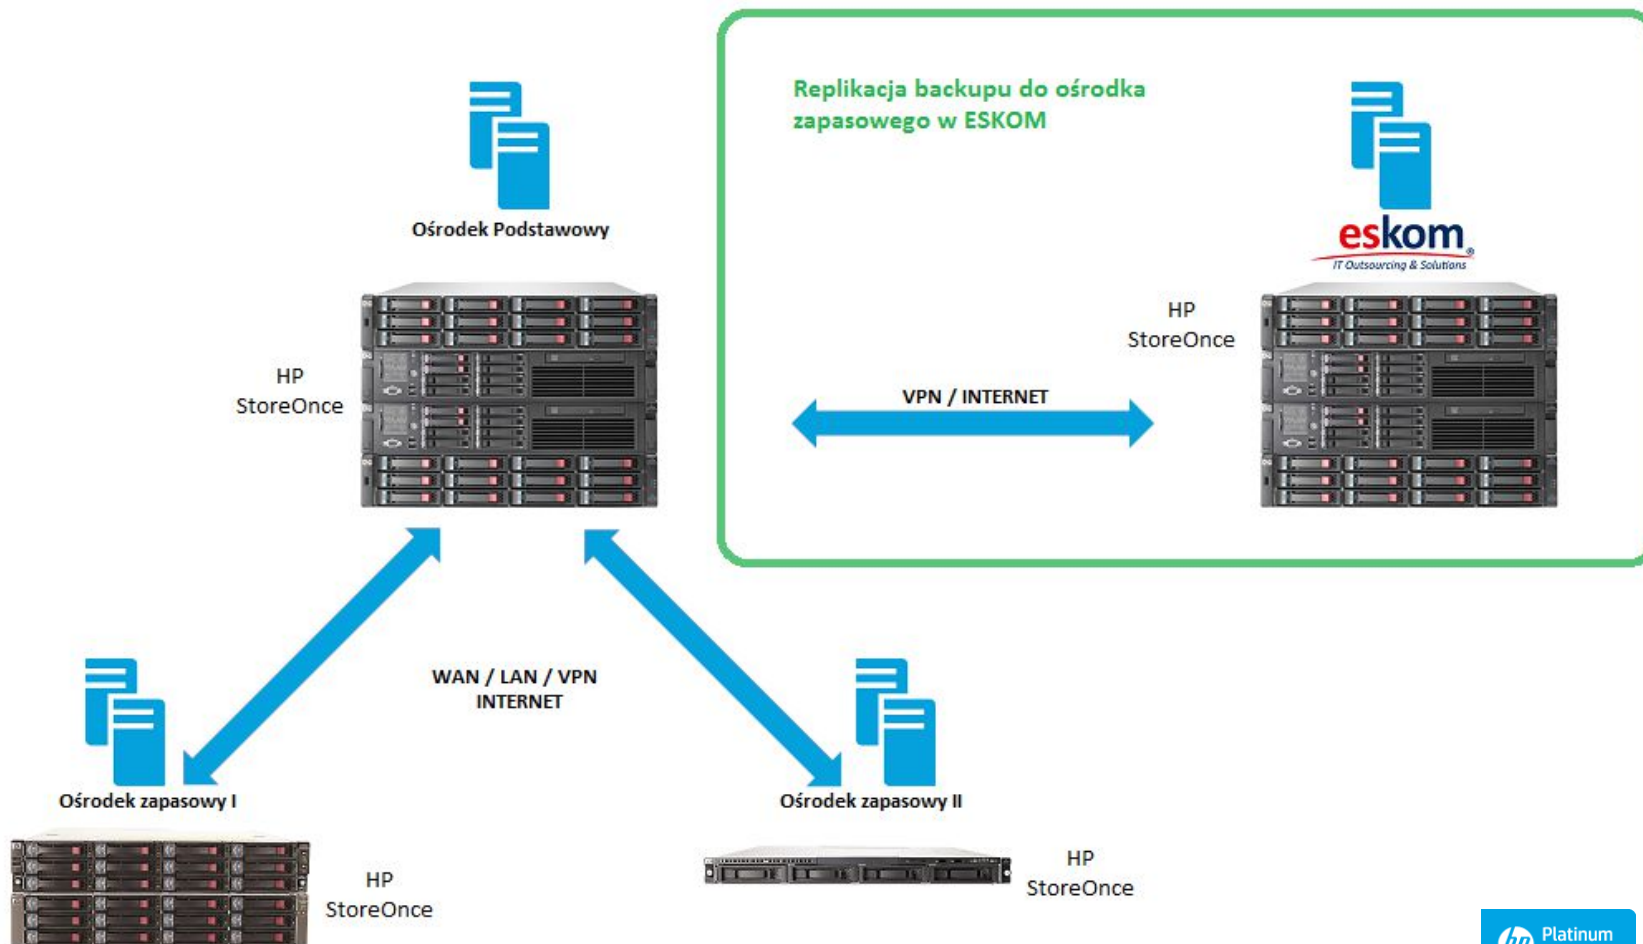 Replikacja backupu do ośrodka
zapasowego w ESKOM
Ośrodek Podstawowy
eskom®
IT Outsourcing & Solutions
HP
StoreOnce
HP
StoreOnce
VPN / INTERNET
WAN / LAN / VPN
INTERNET
Ośrodek zapasowy I
Ośrodek zapasowy II
HP
StoreOnce
HP
StoreOnce
hp Platinum